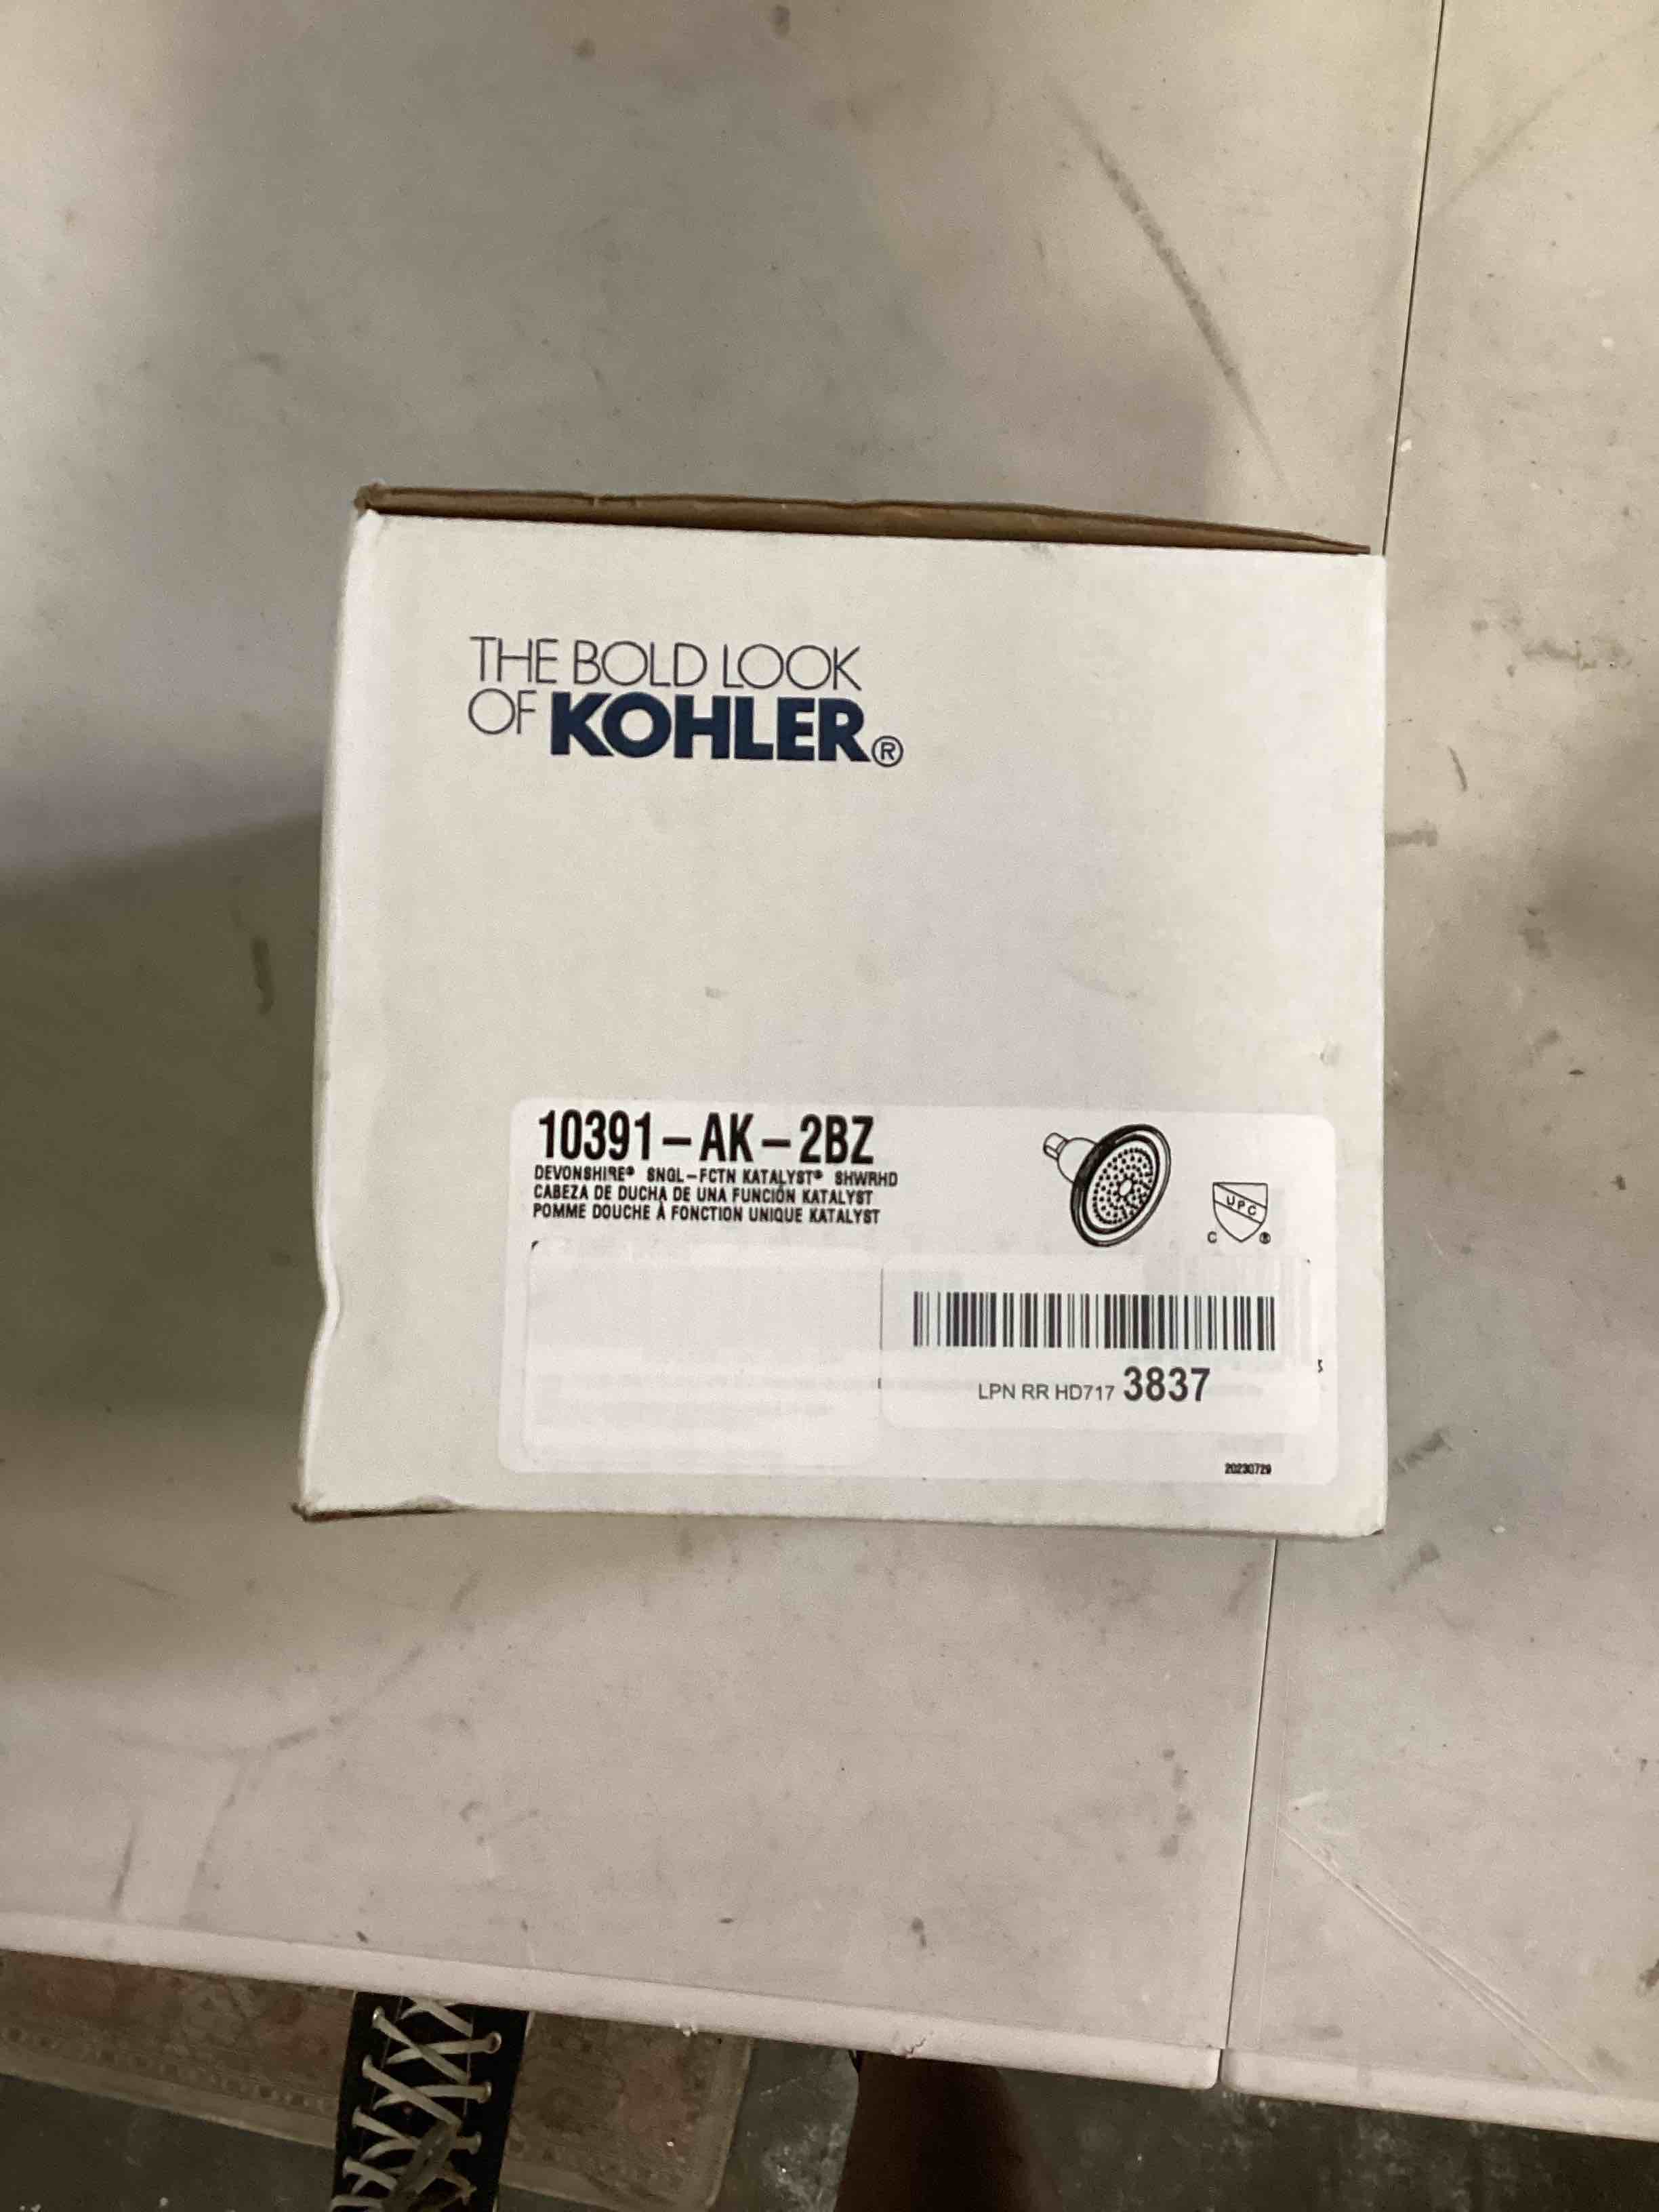 THE BOLD LOOK
OF KOHLER®
10391-AK-2BZ
DEVONSHIRE® SNGL-FCTN KATALYST® SHWRHD
CABEZA DE DUCHA DE UNA FUNCIÓN KATALYST
POMME DOUCHE À FONCTION UNIQUE KATALYST
UPC
C ®
LPN RR HD717 3837
20230729